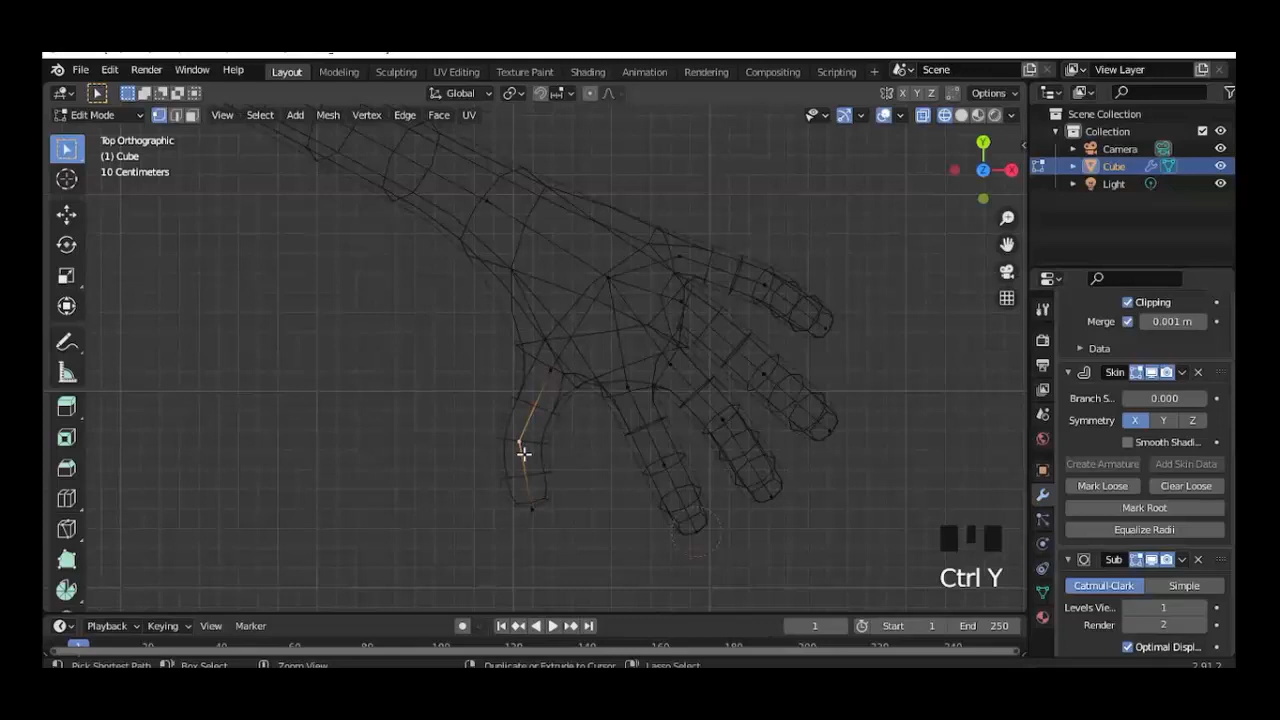 File Edit Render Window Help Layout Modeling Sculpting UV Editing Texture Paint Shading Animation Rendering Compositing Scripting + Scene View Layer
Global X Y Z Options
Edit Mode View Select Add Mesh Vertex Edge Face UV
Scene Collection
Collection
Camera
Cube
Light
Top Orthographic
(1) Cube
10 Centimeters
Y
Z
X
Clipping
Merge 0.001 m
Data
Skin
Branch S... 0.000
Symmetry X Y Z
Smooth Shadi...
Create Armature Add Skin Data
Mark Loose Clear Loose
Mark Root
Equalize Radii
Sub
Catmull-Clark Simple
Levels Vie... 1
Render 2
Optimal Displ...
Ctrl Y
Playback Keying View Marker 1 Start 1 End 250
Pick Shortest Path Box Select Zoom View Duplicate or Extrude to Cursor Lasso Select 2.91.2